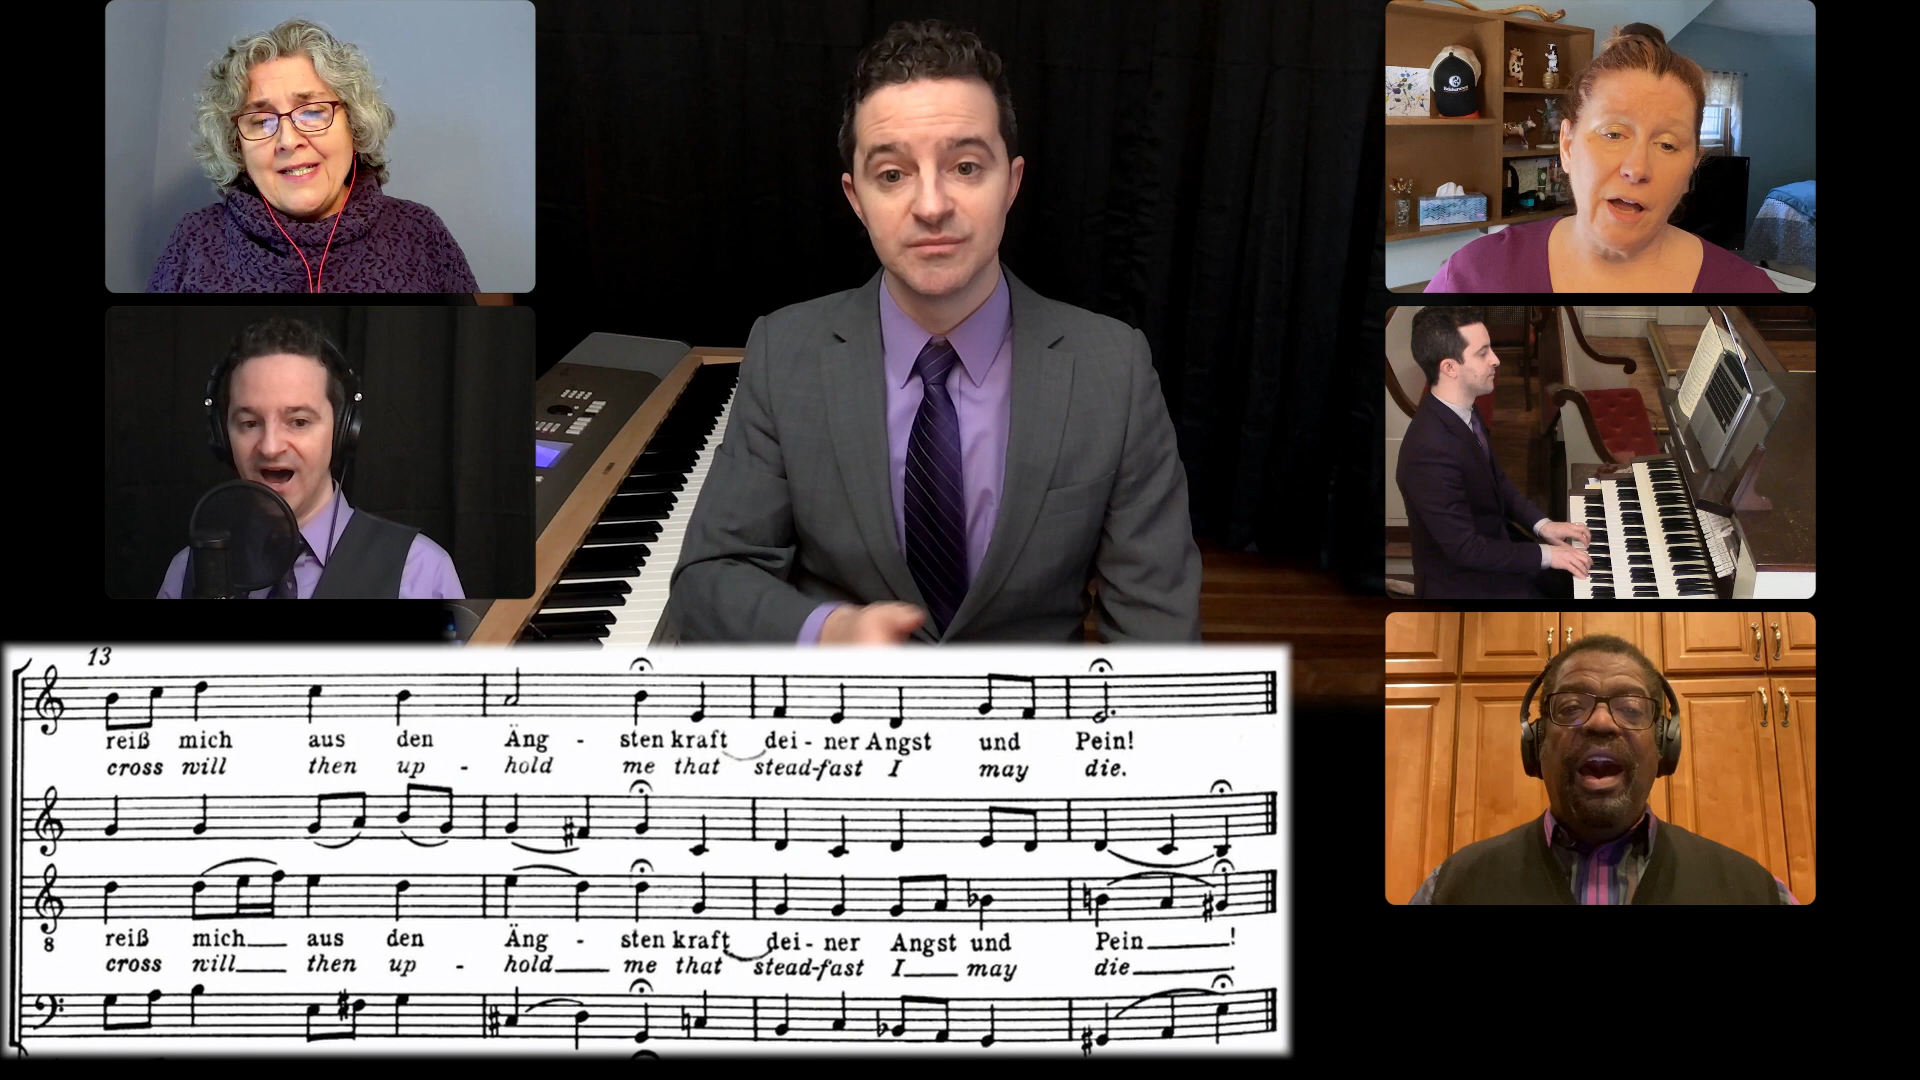 13
reiß mich aus den Äng - sten kraft dei - ner Angst und Pein!
cross will then up - hold me that stead-fast I may die.
8
reiß mich aus den Äng - sten kraft dei - ner Angst und Pein !
cross will then up - hold me that stead-fast I may die .